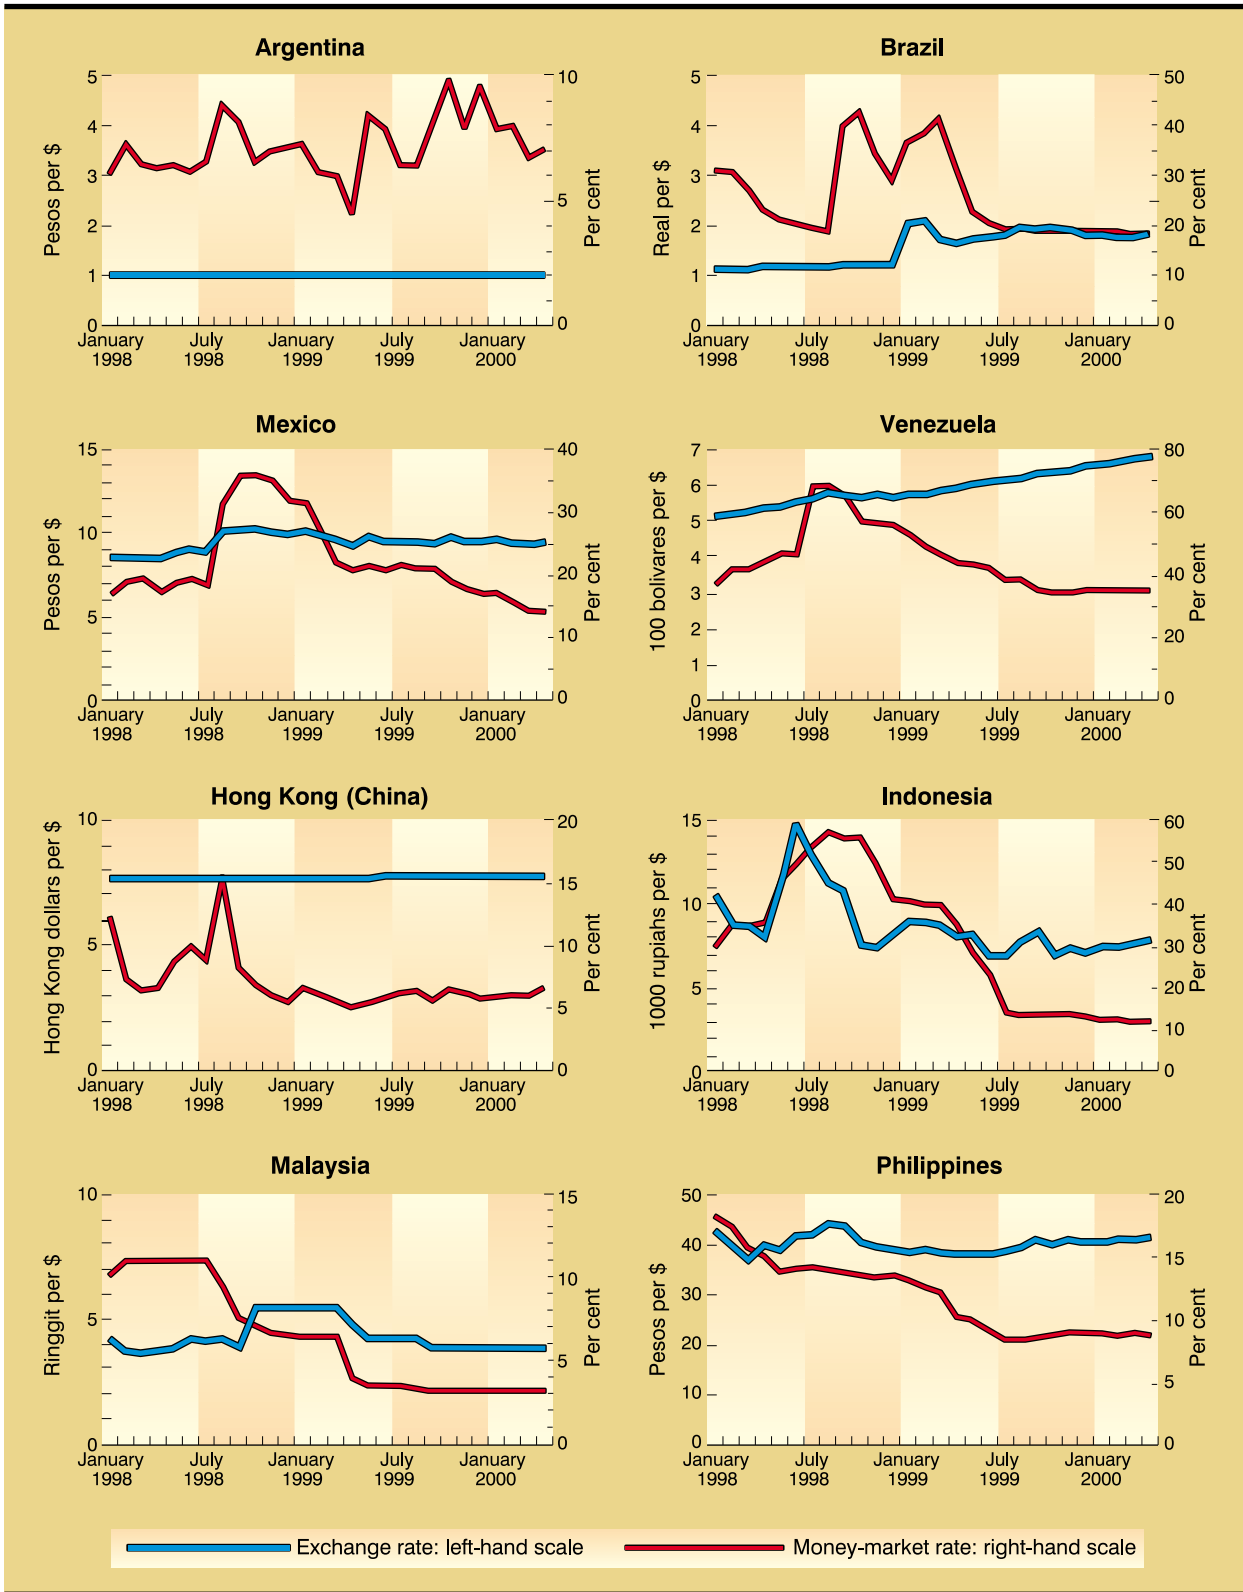 Argentina
Pesos per $
5
4
3
2
1
0
10
5
0
Per cent
January 1998
July 1998
January 1999
July 1999
January 2000
Brazil
Real per $
5
4
3
2
1
0
50
40
30
20
10
0
Per cent
January 1998
July 1998
January 1999
July 1999
January 2000
Mexico
Pesos per $
15
10
5
0
40
30
20
10
0
Per cent
January 1998
July 1998
January 1999
July 1999
January 2000
Venezuela
100 bolivares per $
7
6
5
4
3
2
1
0
80
60
40
20
0
Per cent
January 1998
July 1998
January 1999
July 1999
January 2000
Hong Kong (China)
Hong Kong dollars per $
10
5
0
20
15
10
5
0
Per cent
January 1998
July 1998
January 1999
July 1999
January 2000
Indonesia
1000 rupiahs per $
15
10
5
0
60
50
40
30
20
10
0
Per cent
January 1998
July 1998
January 1999
July 1999
January 2000
Malaysia
Ringgit per $
10
5
0
15
10
5
0
Per cent
January 1998
July 1998
January 1999
July 1999
January 2000
Philippines
Pesos per $
50
40
30
20
10
0
20
15
10
5
0
Per cent
January 1998
July 1998
January 1999
July 1999
January 2000
Exchange rate: left-hand scale
Money-market rate: right-hand scale